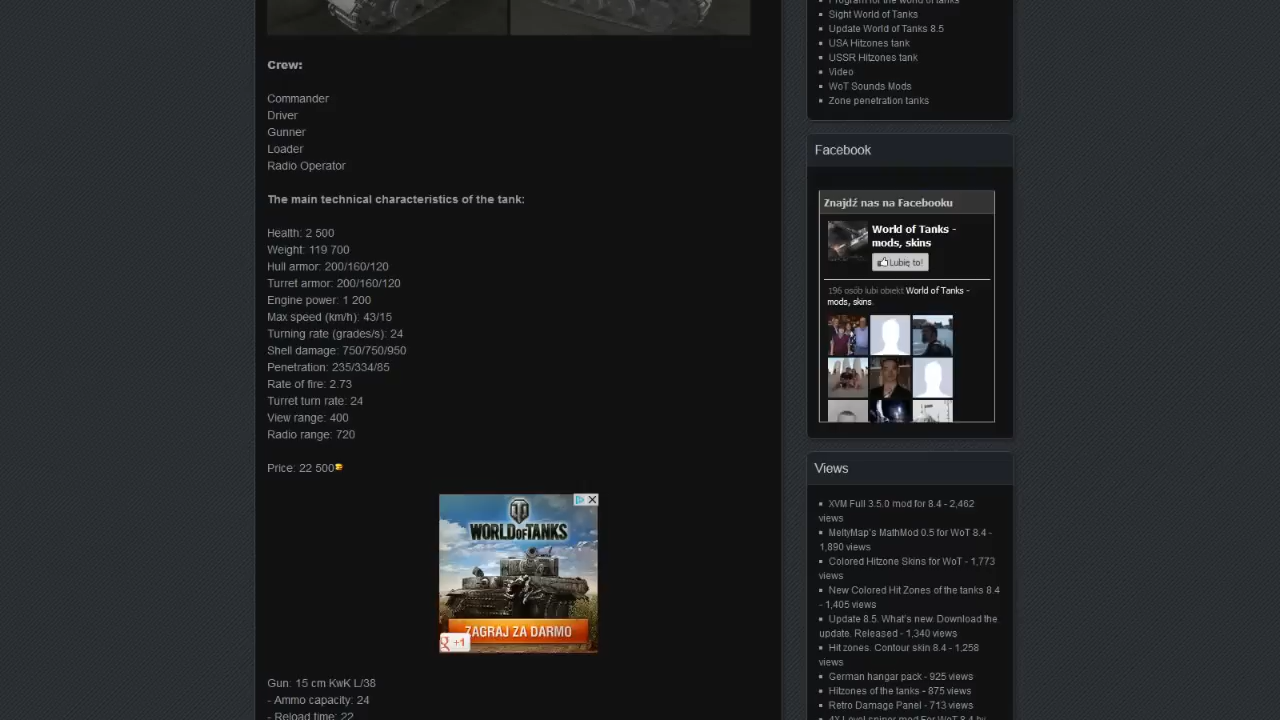 Crew:
Commander
Driver
Gunner
Loader
Radio Operator
The main technical characteristics of the tank:
Health: 2 500
Weight: 119 700
Hull armor: 200/160/120
Turret armor: 200/160/120
Engine power: 1 200
Max speed (km/h): 43/15
Turning rate (grades/s): 24
Shell damage: 750/750/950
Penetration: 235/334/85
Rate of fire: 2.73
Turret turn rate: 24
View range: 400
Radio range: 720
Price: 22 500
WORLD OF TANKS
ZAGRAJ ZA DARMO
g +1
Gun: 15 cm KwK L/38
- Ammo capacity: 24
- Reload time: 22
Program for the world of tanks
Sight World of Tanks
Update World of Tanks 8.5
USA Hitzones tank
USSR Hitzones tank
Video
WoT Sounds Mods
Zone penetration tanks
Facebook
Znajdź nas na Facebooku
World of Tanks -
mods, skins
Lubię to!
196 osób lubi obiekt World of Tanks -
mods, skins.
Views
XVM Full 3.5.0 mod for 8.4 - 2,462
views
MeltyMap's MathMod 0.5 for WoT 8.4 -
1,890 views
Colored Hitzone Skins for WoT - 1,773
views
New Colored Hit Zones of the tanks 8.4
- 1,405 views
Update 8.5. What's new. Download the
update. Released - 1,340 views
Hit zones. Contour skin 8.4 - 1,258
views
German hangar pack - 925 views
Hitzones of the tanks - 875 views
Retro Damage Panel - 713 views